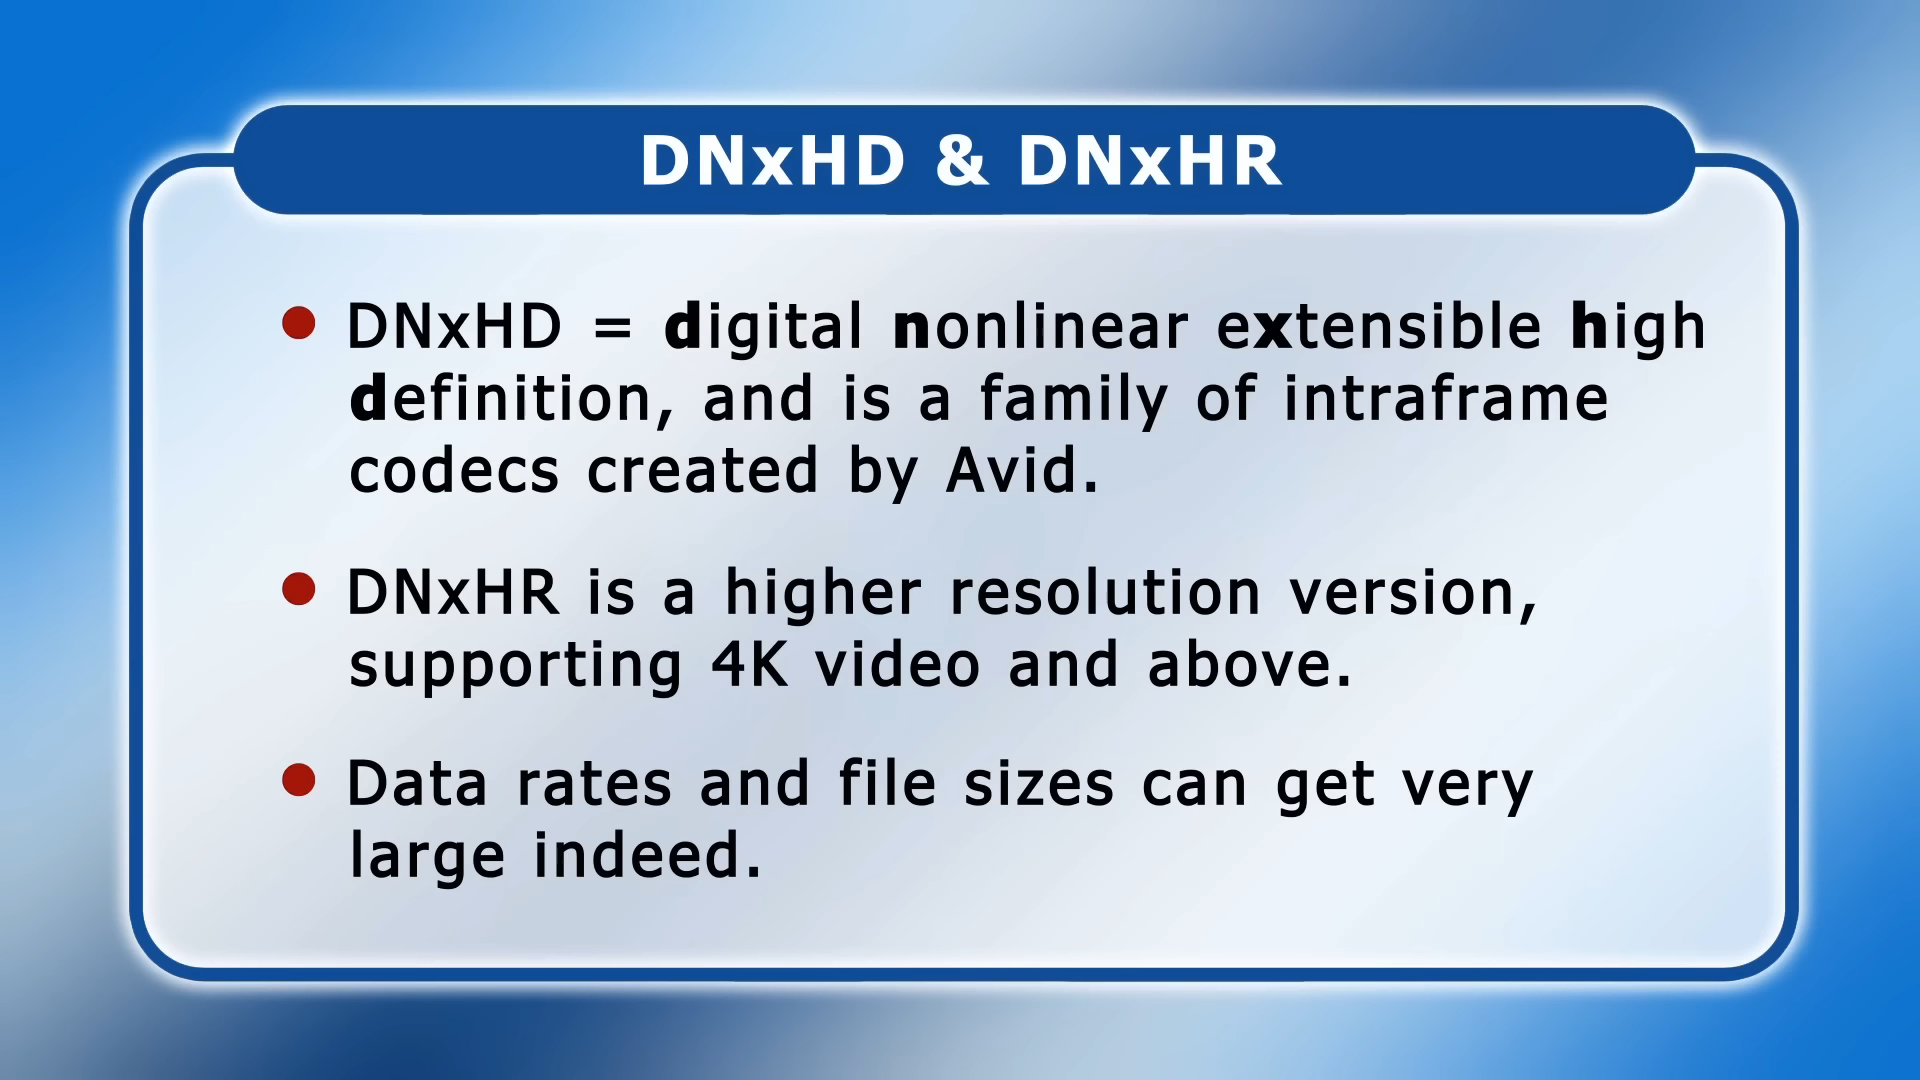 DNxHD & DNxHR
DNxHD = digital nonlinear extensible high
definition, and is a family of intraframe
codecs created by Avid.
DNxHR is a higher resolution version,
supporting 4K video and above.
Data rates and file sizes can get very
large indeed.